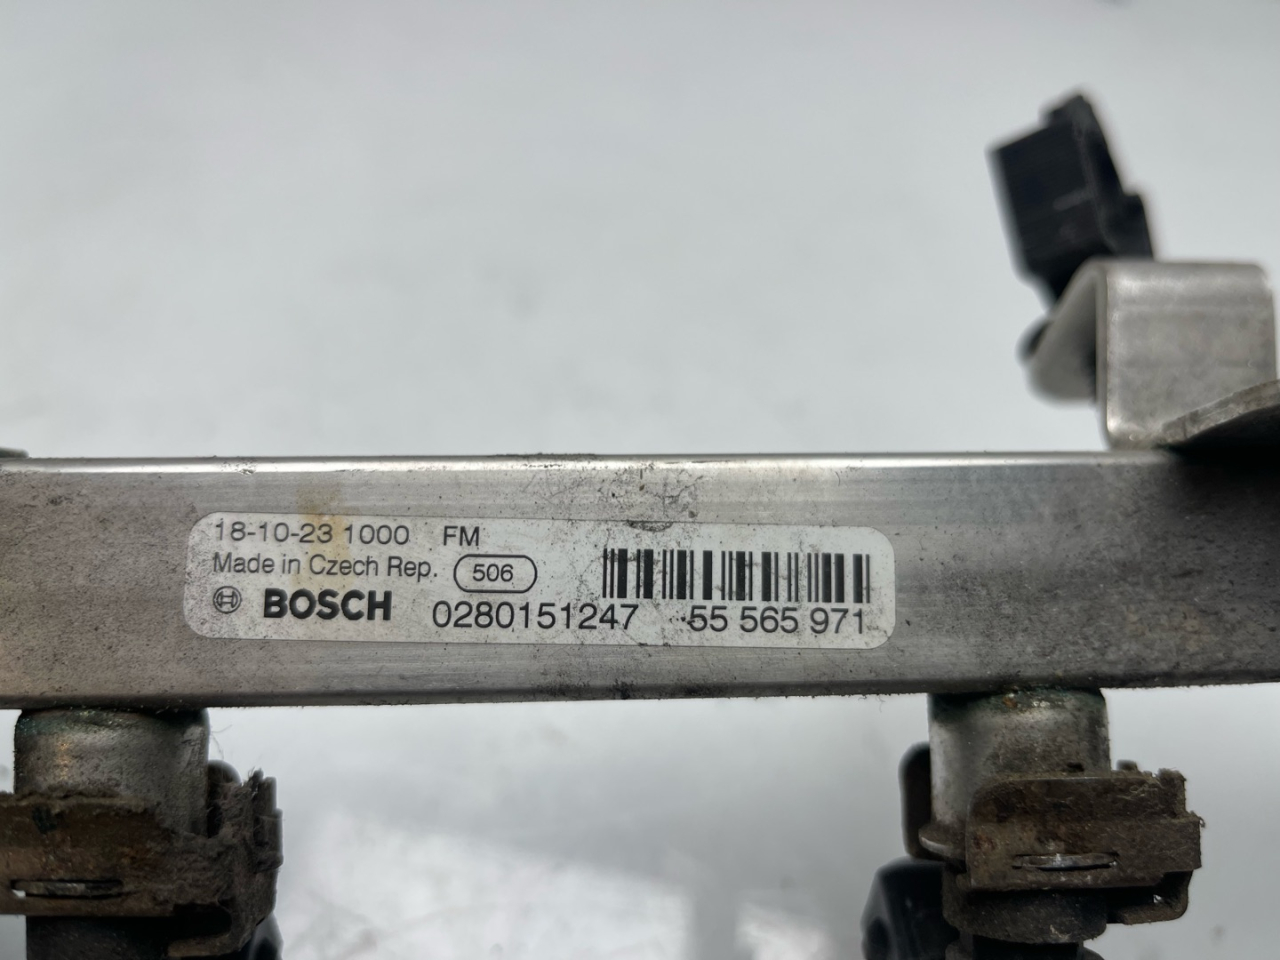 18-10-23 1000 FM
Made in Czech Rep. 506
BOSCH 0280151247 55 565 971